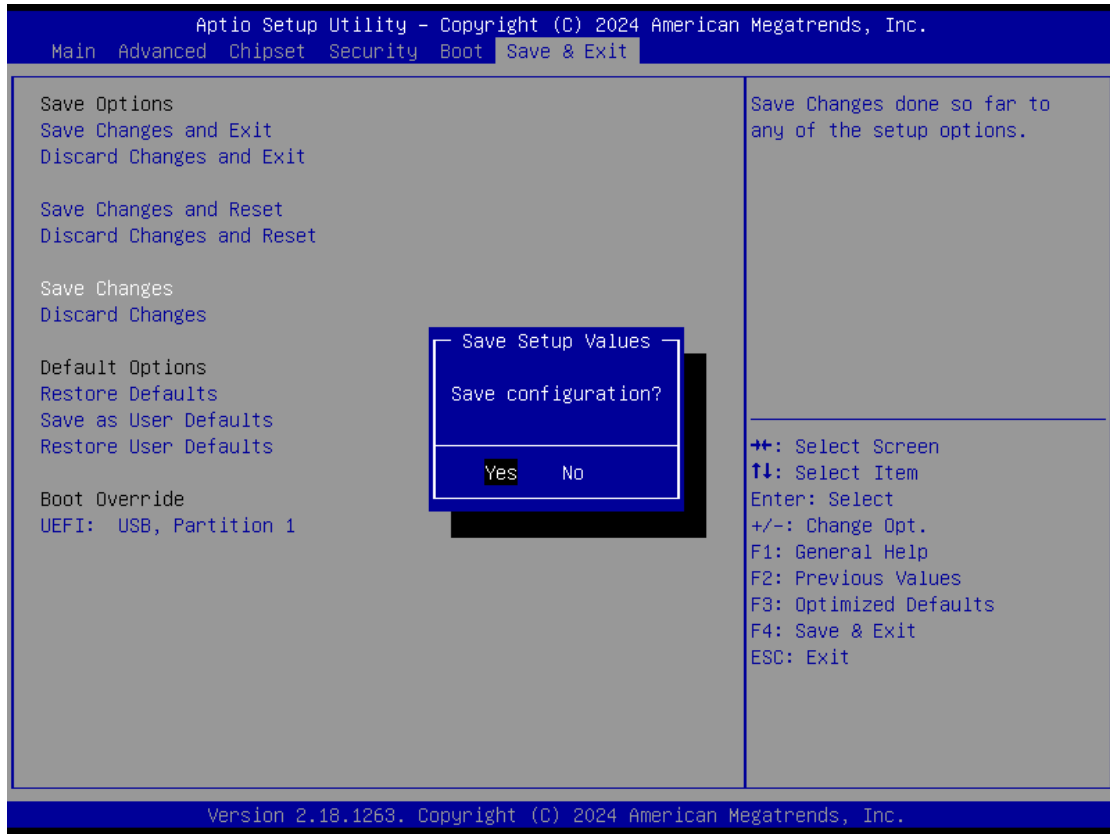 Aptio Setup Utility – Copyright (C) 2024 American Megatrends, Inc.
Main Advanced Chipset Security Boot Save & Exit
Save Options
Save Changes and Exit
Discard Changes and Exit
Save Changes and Reset
Discard Changes and Reset
Save Changes
Discard Changes
Default Options
Restore Defaults
Save as User Defaults
Restore User Defaults
Boot Override
UEFI: USB, Partition 1
Save Setup Values
Save configuration?
Yes No
Save Changes done so far to
any of the setup options.
→←: Select Screen
↑↓: Select Item
Enter: Select
+/-: Change Opt.
F1: General Help
F2: Previous Values
F3: Optimized Defaults
F4: Save & Exit
ESC: Exit
Version 2.18.1263. Copyright (C) 2024 American Megatrends, Inc.